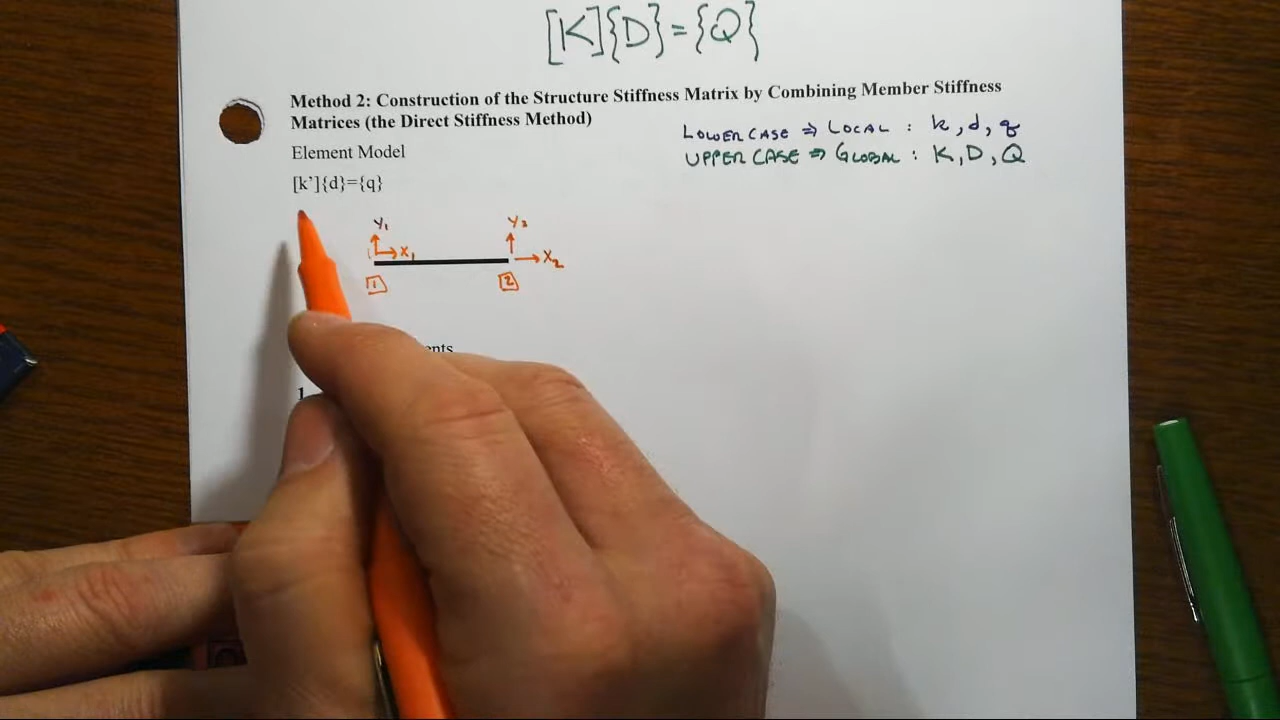 [K]{D}={Q}
Method 2: Construction of the Structure Stiffness Matrix by Combining Member Stiffness
Matrices (the Direct Stiffness Method)
LOWER CASE ⇒ LOCAL : k, d, q
Element Model
UPPER CASE ⇒ GLOBAL : K, D, Q
[k']{d}={q}
Y₁ Y₂
X₁ X₂
1 2
1